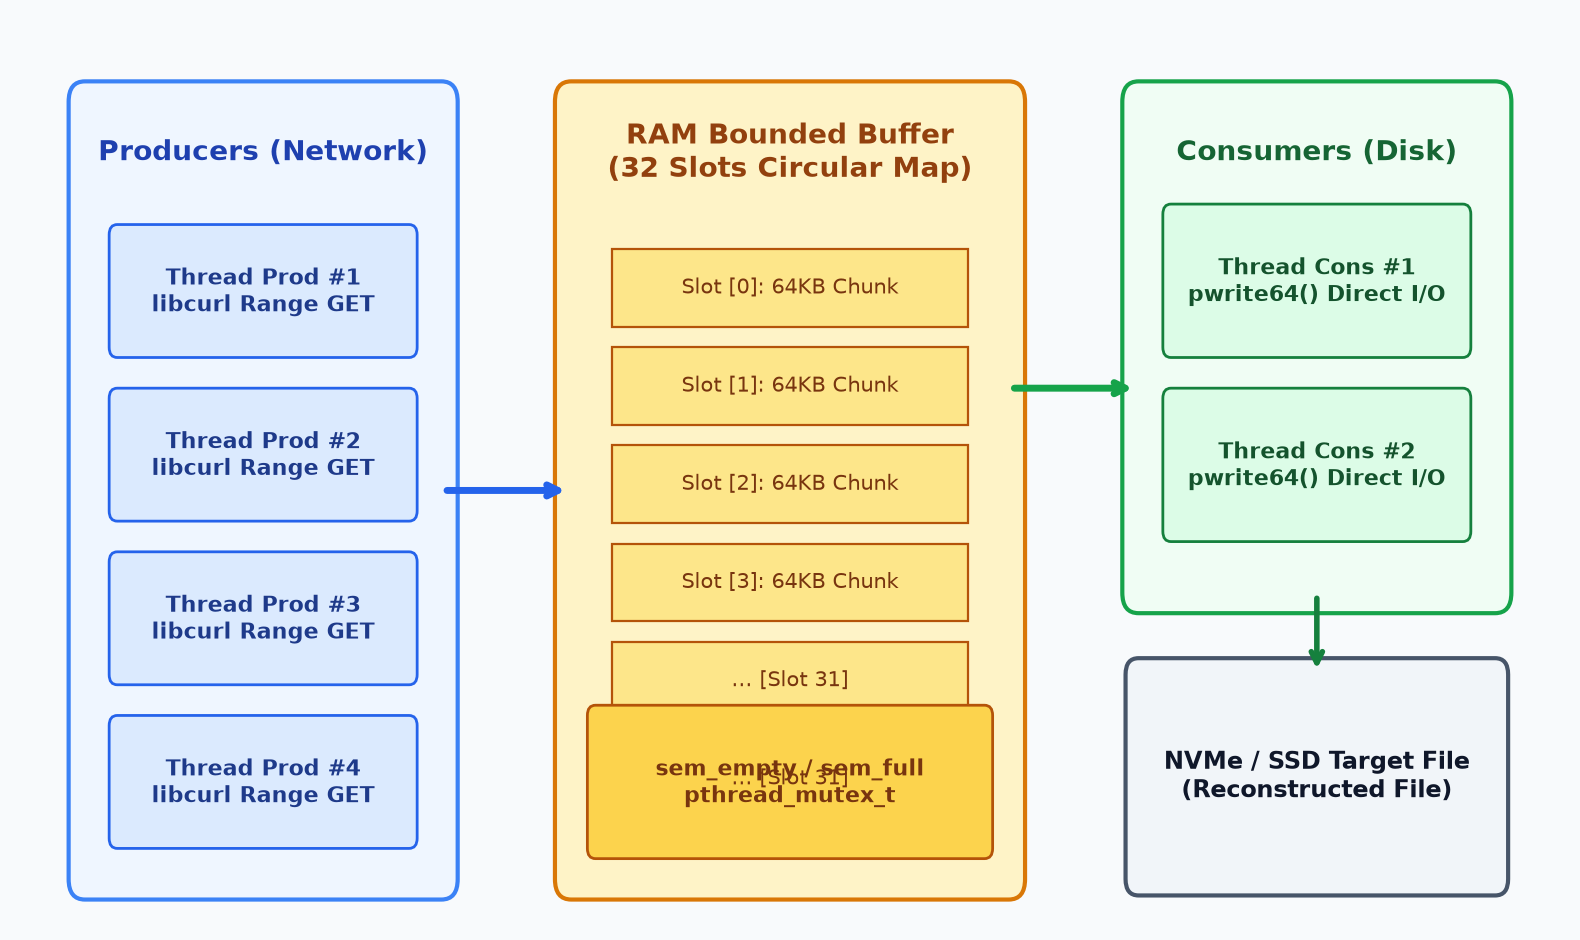 Producers (Network)
Thread Prod #1
libcurl Range GET
Thread Prod #2
libcurl Range GET
Thread Prod #3
libcurl Range GET
Thread Prod #4
libcurl Range GET
RAM Bounded Buffer
(32 Slots Circular Map)
Slot [0]: 64KB Chunk
Slot [1]: 64KB Chunk
Slot [2]: 64KB Chunk
Slot [3]: 64KB Chunk
... [Slot 31]
sem_empty / sem_full
... [Slot 31]
pthread_mutex_t
Consumers (Disk)
Thread Cons #1
pwrite64() Direct I/O
Thread Cons #2
pwrite64() Direct I/O
NVMe / SSD Target File
(Reconstructed File)